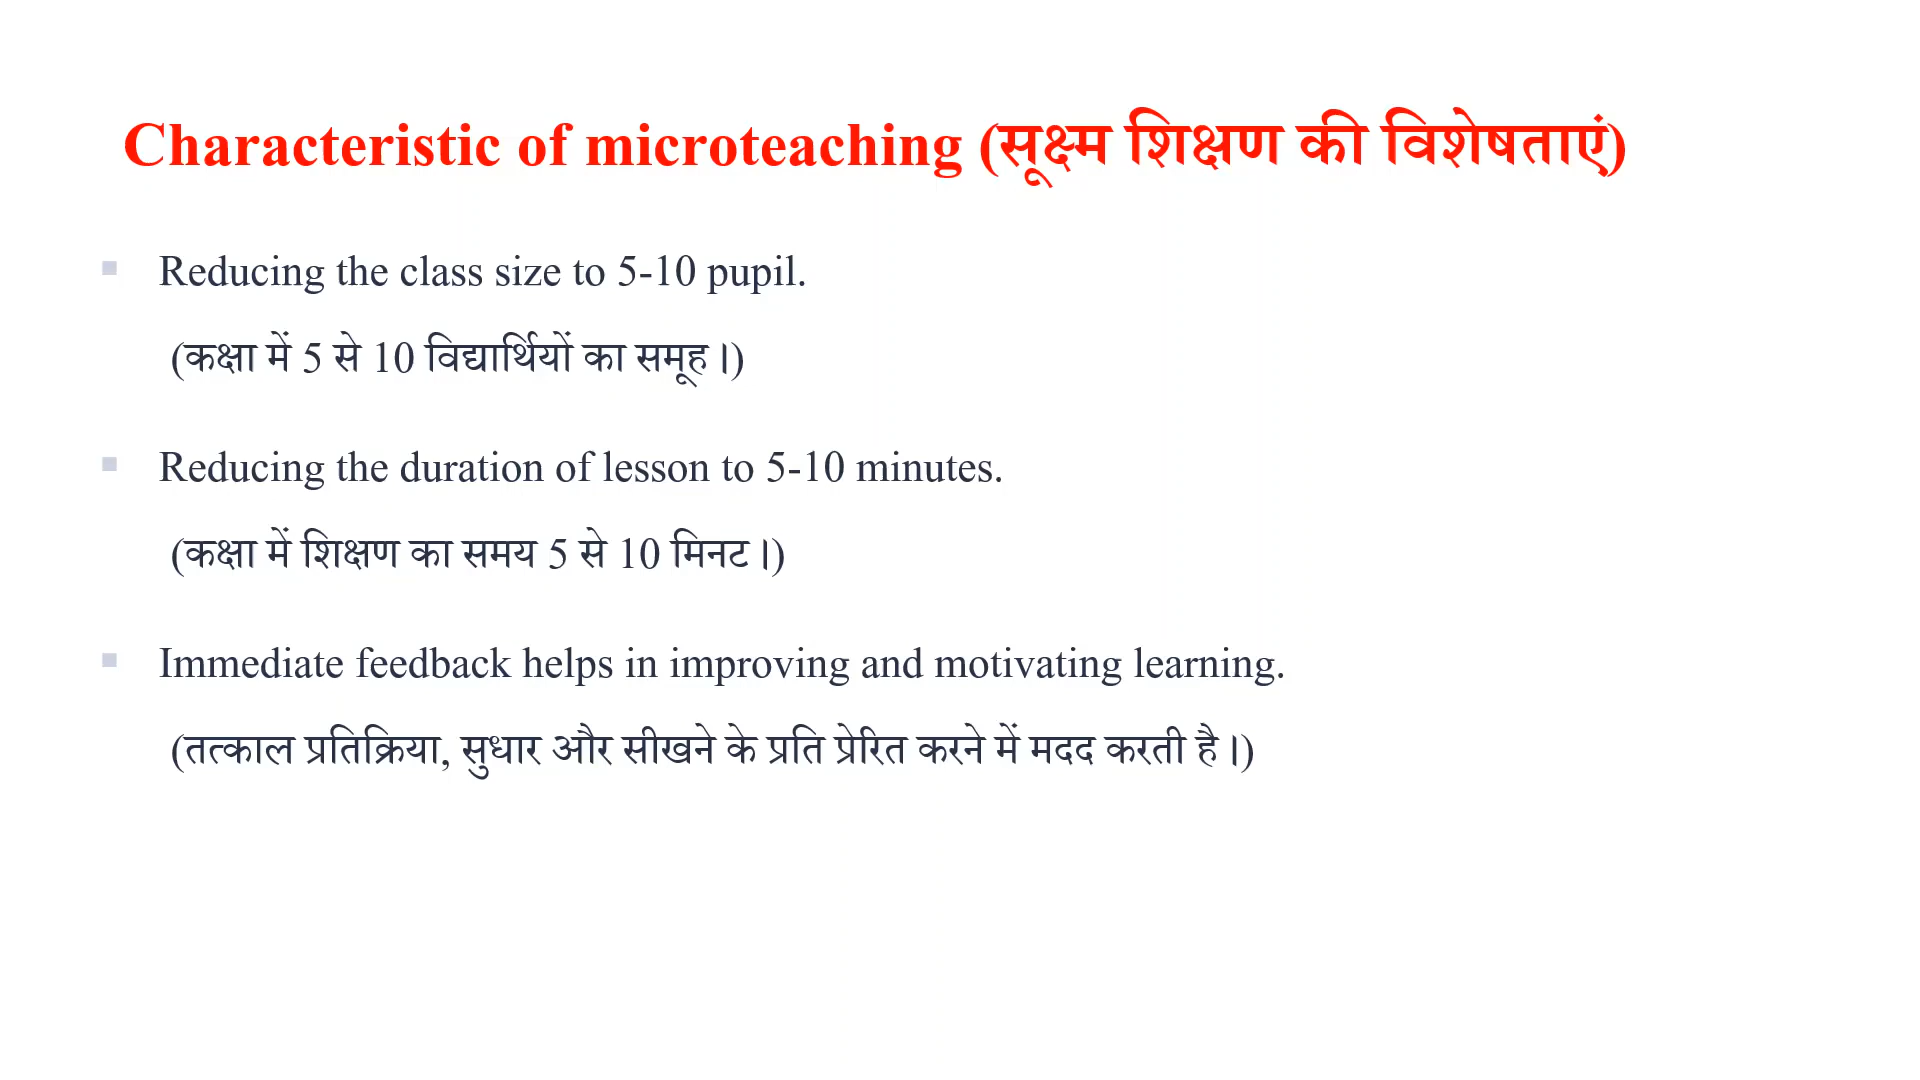 Characteristic of microteaching (सूक्ष्म शिक्षण की विशेषताएं)
▪ Reducing the class size to 5-10 pupil.
(कक्षा में 5 से 10 विद्यार्थियों का समूह।)
▪ Reducing the duration of lesson to 5-10 minutes.
(कक्षा में शिक्षण का समय 5 से 10 मिनट।)
▪ Immediate feedback helps in improving and motivating learning.
(तत्काल प्रतिक्रिया, सुधार और सीखने के प्रति प्रेरित करने में मदद करती है।)